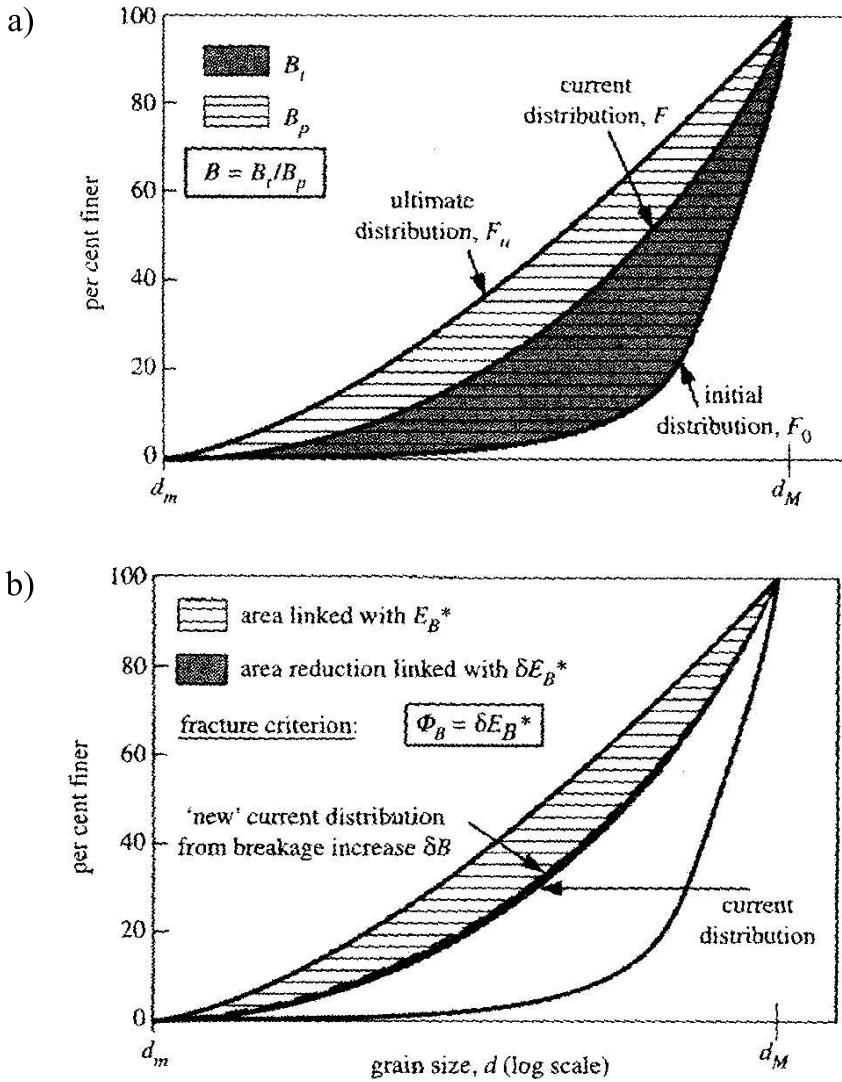 a)
100
80
60
40
20
0
per cent finer
B_t
B_p
B = B_t/B_p
current
distribution, F
ultimate
distribution, F_u
initial
distribution, F_0
d_m
d_M
b)
100
80
60
40
20
0
per cent finer
area linked with E_B*
area reduction linked with δE_B*
fracture criterion:
Φ_B = δE_B*
‘new’ current distribution
from breakage increase δB
current
distribution
d_m
grain size, d (log scale)
d_M